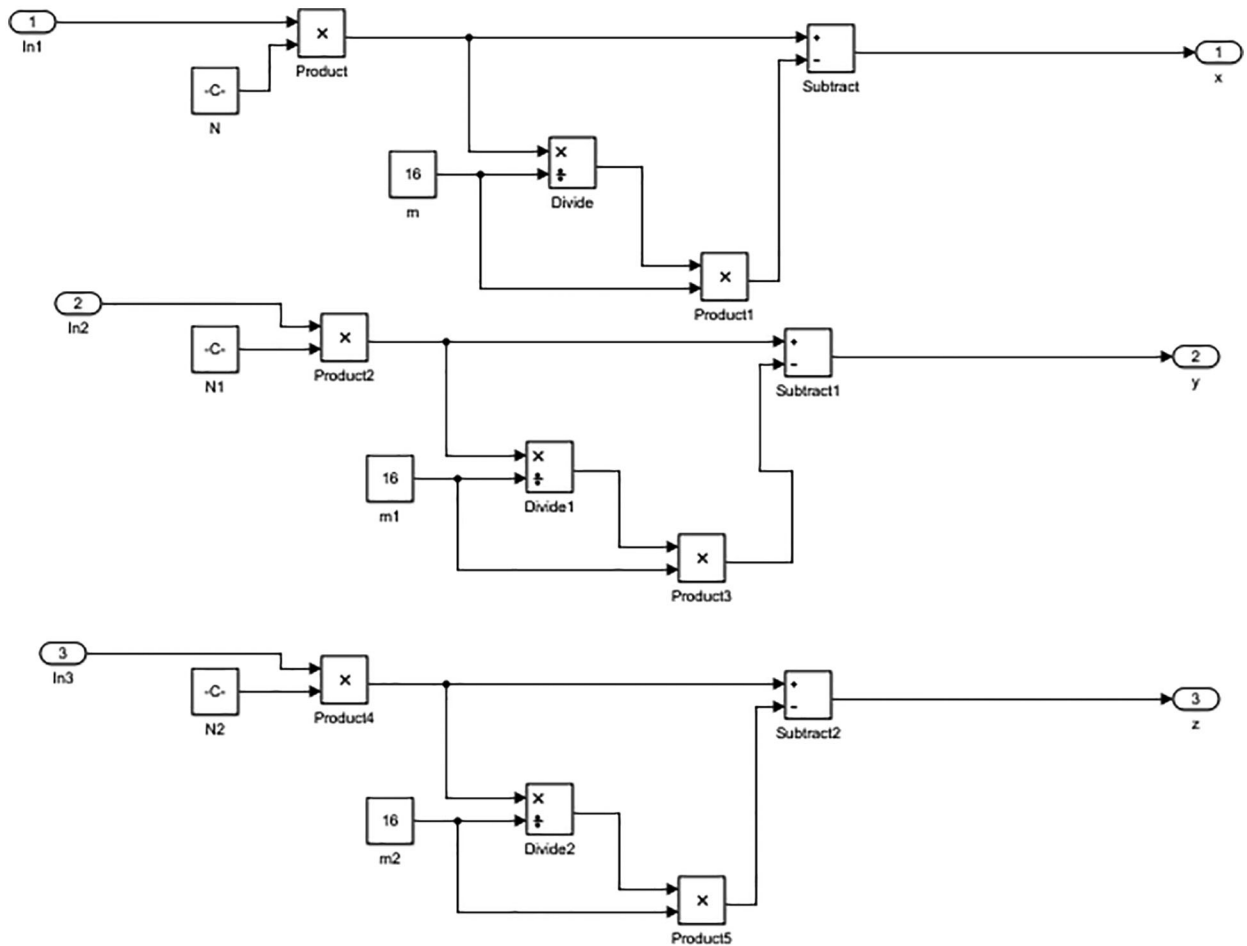 1
In1
×
Product
-C-
N
+
-
Subtract
1
x
16
m
×
÷
Divide
×
Product1
2
In2
-C-
N1
×
Product2
+
-
Subtract1
2
y
16
m1
×
÷
Divide1
×
Product3
3
In3
-C-
N2
×
Product4
+
-
Subtract2
3
z
16
m2
×
÷
Divide2
×
Product5